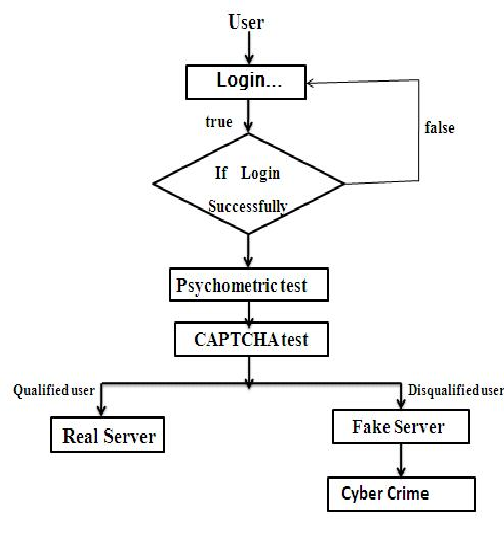 User
Login...
true
false
If Login
Successfully
Psychometric test
CAPTCHA test
Qualified user
Disqualified user
Real Server
Fake Server
Cyber Crime